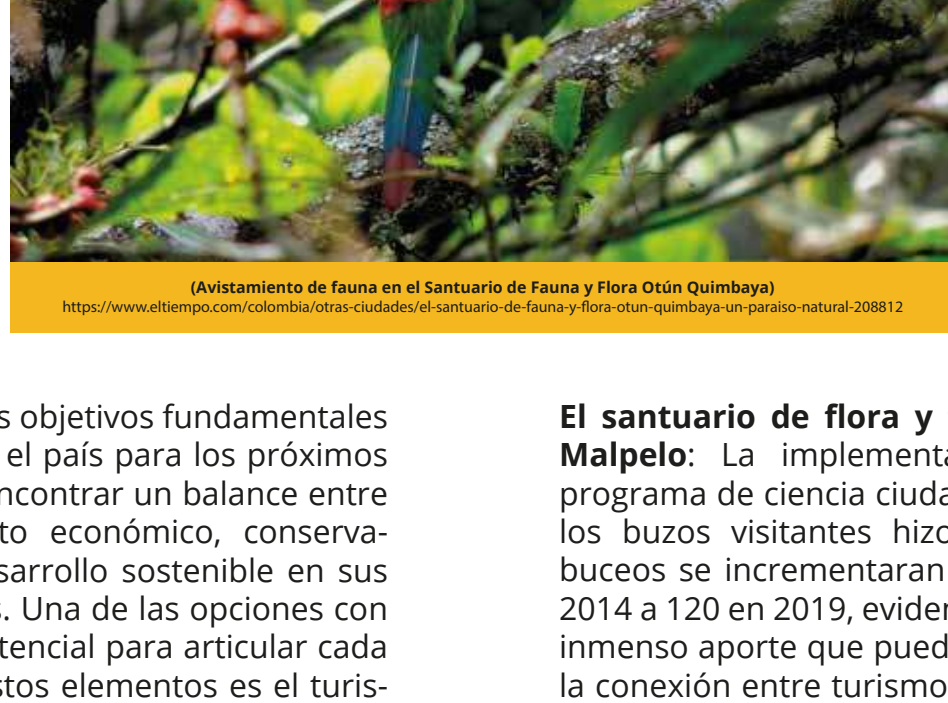 (Avistamiento de fauna en el Santuario de Fauna y Flora Otún Quimbaya)
https://www.eltiempo.com/colombia/otras-ciudades/el-santuario-de-fauna-y-flora-otun-quimbaya-un-paraiso-natural-208812
s objetivos fundamentales
el país para los próximos
ncontrar un balance entre
to económico, conserva-
sarrollo sostenible en sus
s. Una de las opciones con
tencial para articular cada
stos elementos es el turis-
El santuario de flora y
Malpelo: La implementa
programa de ciencia ciuda
los buzos visitantes hizo
buceos se incrementaran
2014 a 120 en 2019, eviden
inmenso aporte que pued
la conexión entre turismo